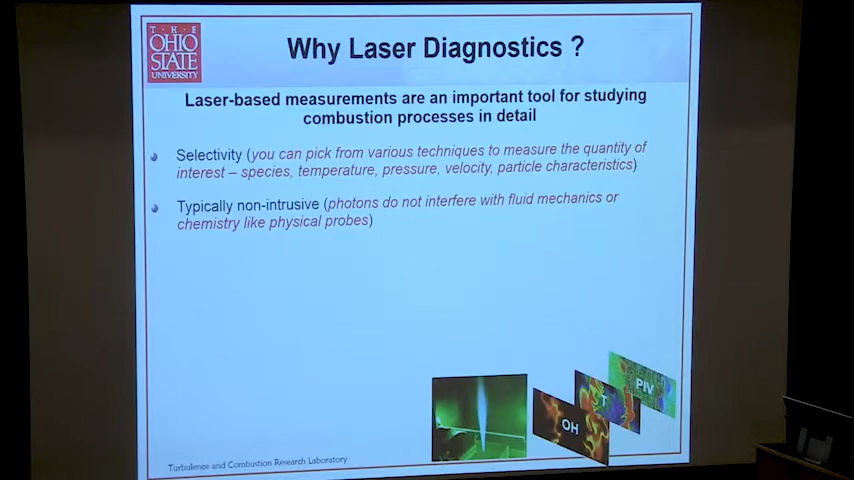 T · H · E
OHIO
STATE
UNIVERSITY
Why Laser Diagnostics ?
Laser-based measurements are an important tool for studying
combustion processes in detail
Selectivity (you can pick from various techniques to measure the quantity of
interest – species, temperature, pressure, velocity, particle characteristics)
Typically non-intrusive (photons do not interfere with fluid mechanics or
chemistry like physical probes)
PIV
T
OH
Turbulence and Combustion Research Laboratory